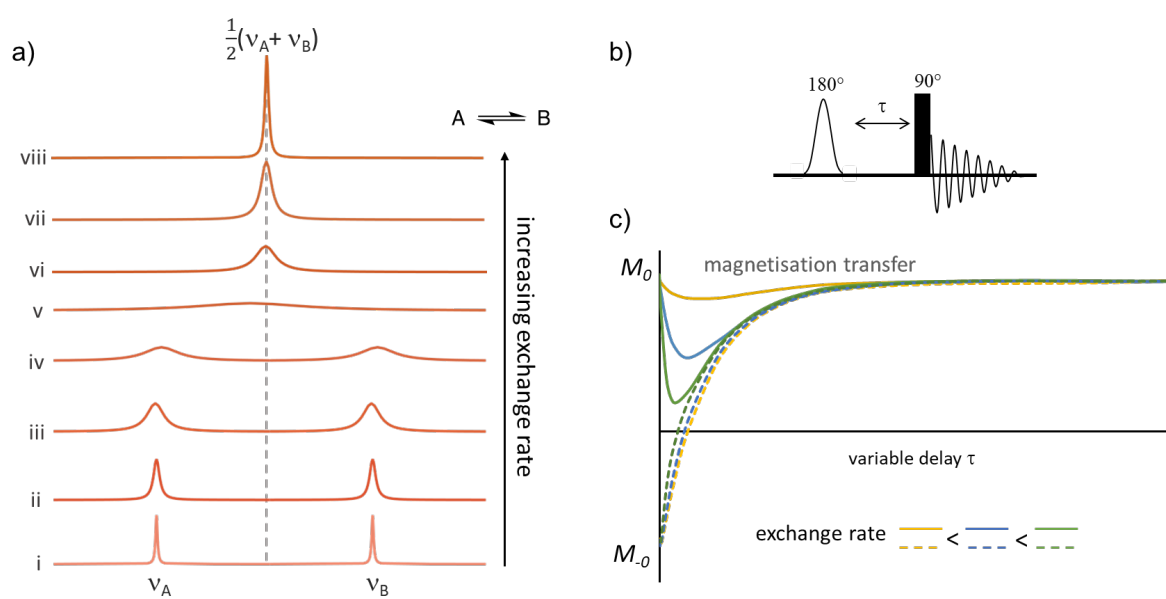 a)
½(νA + νB)
A ⇌ B
viii
vii
vi
v
iv
iii
ii
i
νA
νB
increasing exchange rate
b)
180°
τ
90°
c)
M0
magnetisation transfer
variable delay τ
exchange rate < <
M-0